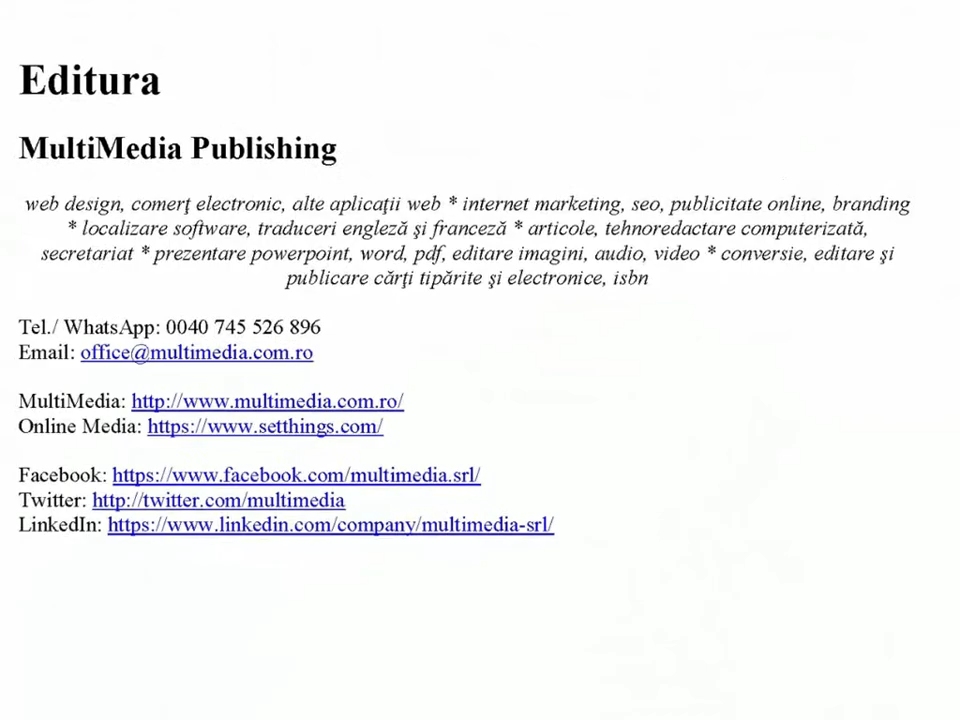 Editura
MultiMedia Publishing
web design, comerţ electronic, alte aplicaţii web * internet marketing, seo, publicitate online, branding
* localizare software, traduceri engleză şi franceză * articole, tehnoredactare computerizată,
secretariat * prezentare powerpoint, word, pdf, editare imagini, audio, video * conversie, editare şi
publicare cărţi tipărite şi electronice, isbn
Tel./ WhatsApp: 0040 745 526 896
Email: office@multimedia.com.ro
MultiMedia: http://www.multimedia.com.ro/
Online Media: https://www.setthings.com/
Facebook: https://www.facebook.com/multimedia.srl/
Twitter: http://twitter.com/multimedia
LinkedIn: https://www.linkedin.com/company/multimedia-srl/